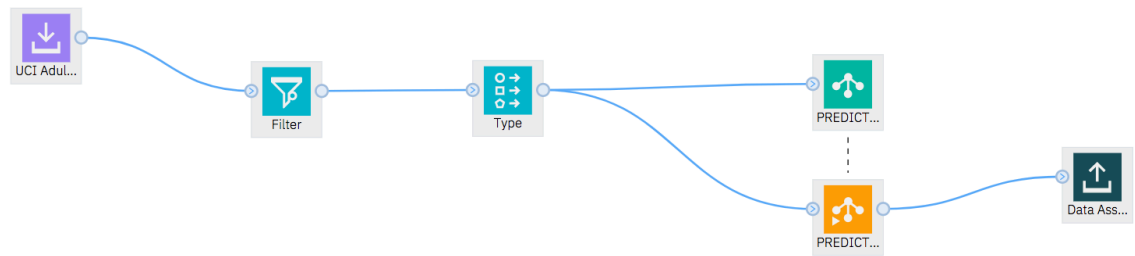 UCI Adul...
Filter
Type
PREDICT...
PREDICT...
Data Ass...